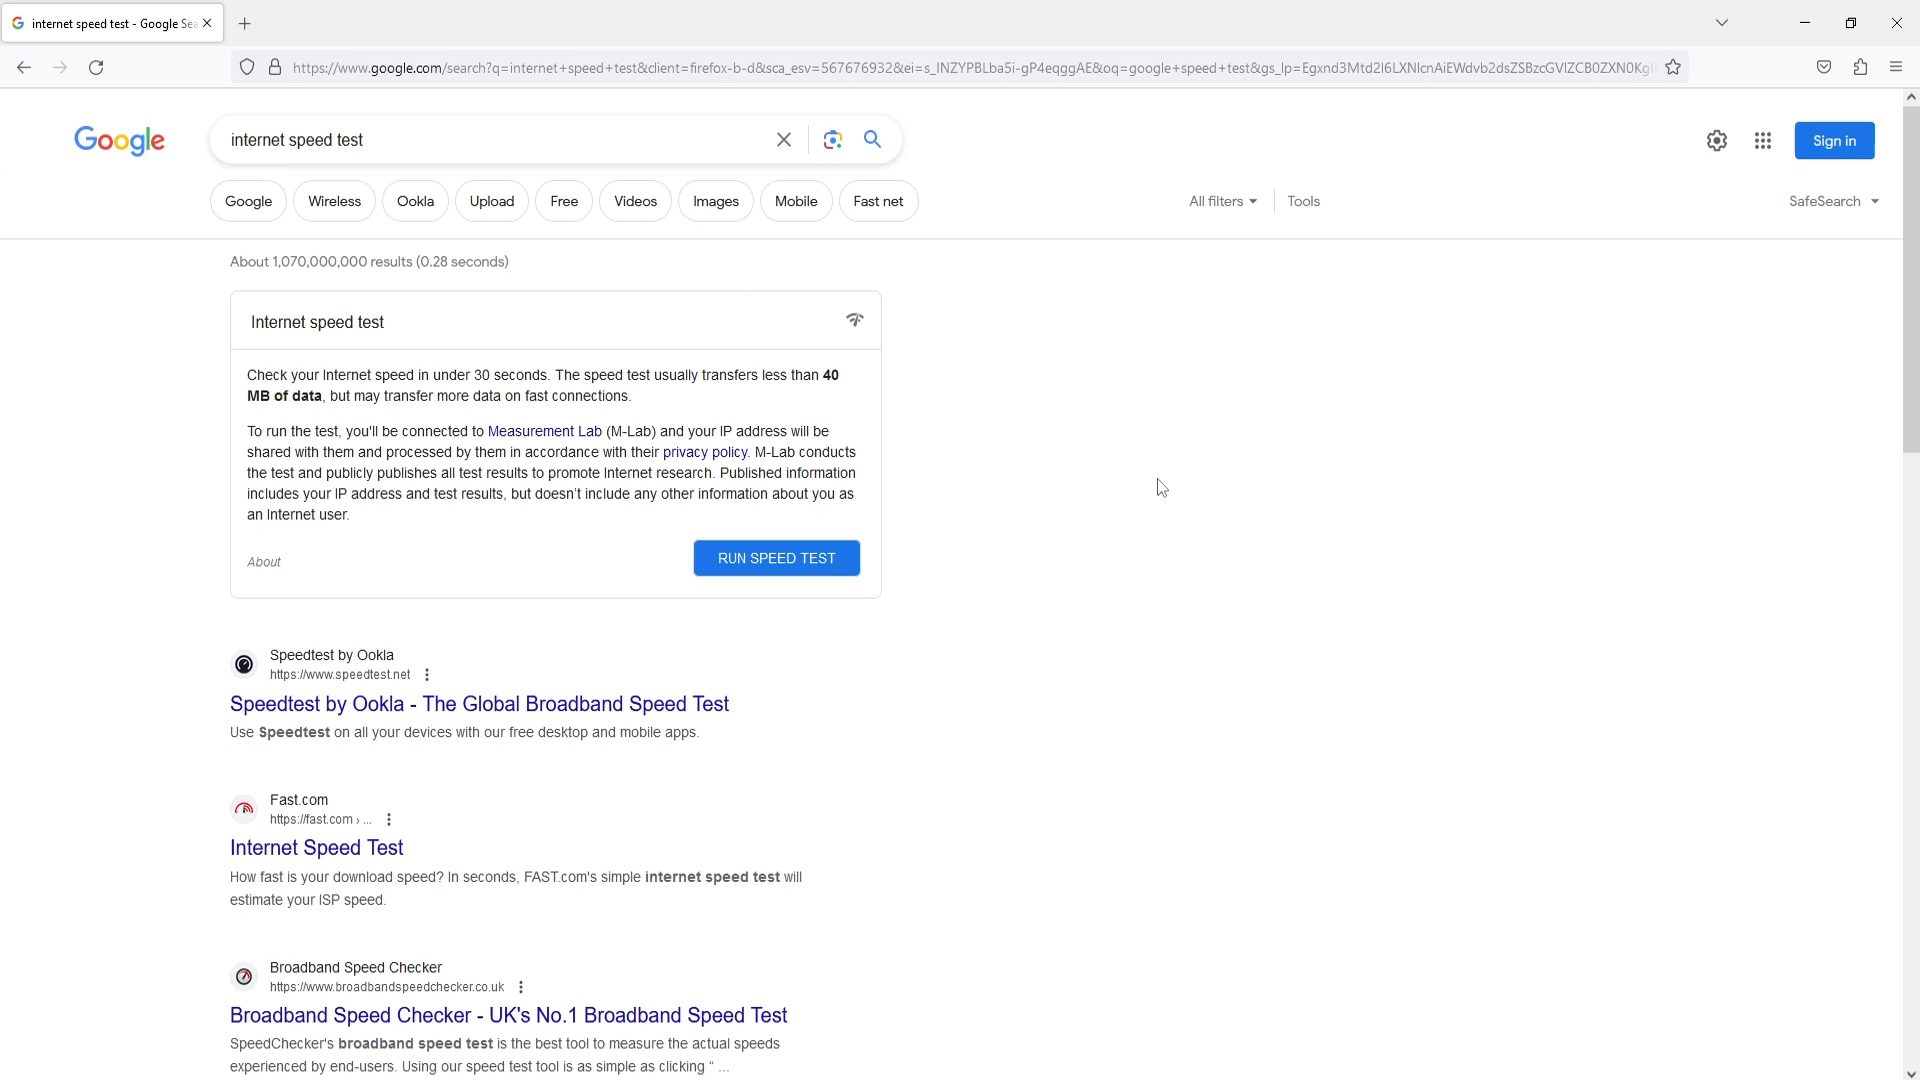 internet speed test - Google Sea
https://www.google.com/search?q=internet+speed+test&client=firefox-b-d&sca_esv=567676932&ei=s_INZYPBLba5i-gP4eqggAE&oq=google+speed+test&gs_lp=Egxnd3Mtd2l6LXNlcnAiEWdvb2dsZSBzcGVlZCB0ZXN0Kgl
Google
internet speed test
Sign in
Google Wireless Ookla Upload Free Videos Images Mobile Fast net All filters Tools SafeSearch
About 1,070,000,000 results (0.28 seconds)
Internet speed test
Check your Internet speed in under 30 seconds. The speed test usually transfers less than 40
MB of data, but may transfer more data on fast connections.
To run the test, you'll be connected to Measurement Lab (M-Lab) and your IP address will be
shared with them and processed by them in accordance with their privacy policy. M-Lab conducts
the test and publicly publishes all test results to promote Internet research. Published information
includes your IP address and test results, but doesn't include any other information about you as
an Internet user.
About
RUN SPEED TEST
Speedtest by Ookla
https://www.speedtest.net
Speedtest by Ookla - The Global Broadband Speed Test
Use Speedtest on all your devices with our free desktop and mobile apps.
Fast.com
https://fast.com › ...
Internet Speed Test
How fast is your download speed? In seconds, FAST.com's simple internet speed test will
estimate your ISP speed.
Broadband Speed Checker
https://www.broadbandspeedchecker.co.uk
Broadband Speed Checker - UK's No.1 Broadband Speed Test
SpeedChecker's broadband speed test is the best tool to measure the actual speeds
experienced by end-users. Using our speed test tool is as simple as clicking “ ...